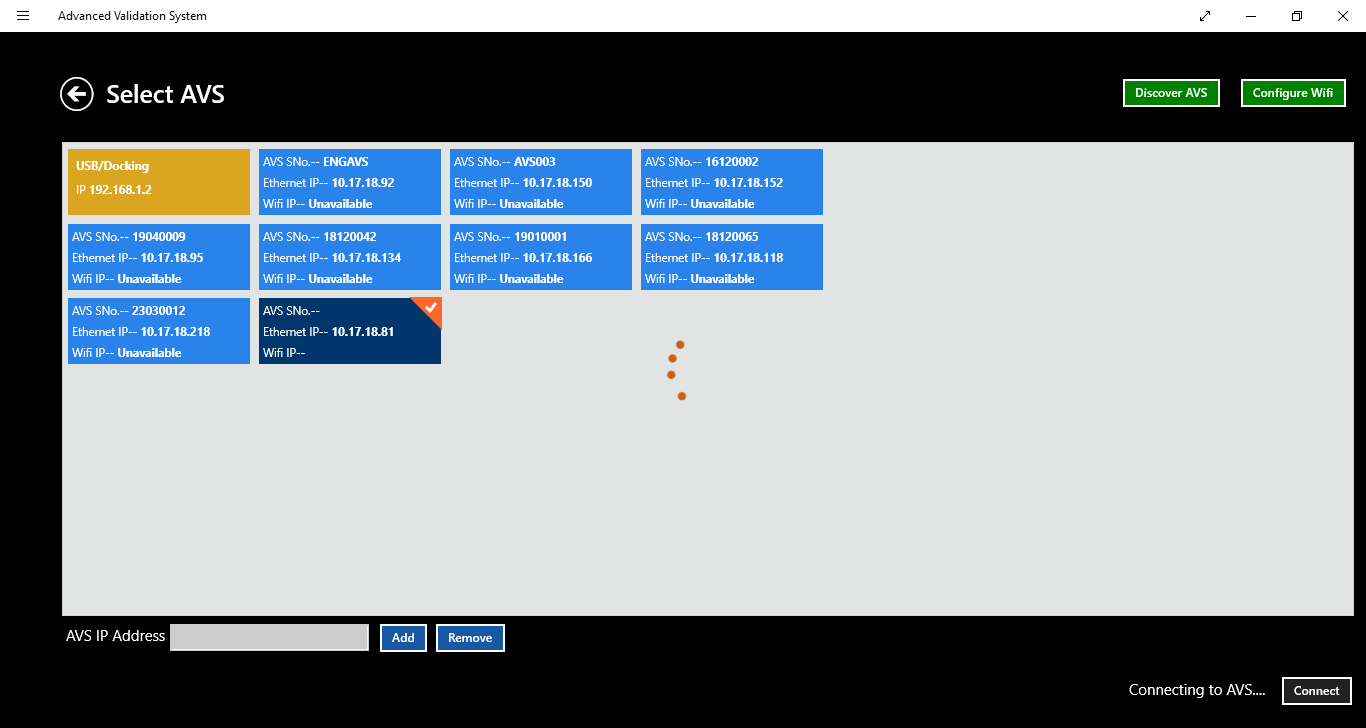 Advanced Validation System
Select AVS
Discover AVS
Configure Wifi
USB/Docking
IP 192.168.1.2
AVS SNo.-- ENGAVS
Ethernet IP-- 10.17.18.92
Wifi IP-- Unavailable
AVS SNo.-- AVS003
Ethernet IP-- 10.17.18.150
Wifi IP-- Unavailable
AVS SNo.-- 16120002
Ethernet IP-- 10.17.18.152
Wifi IP-- Unavailable
AVS SNo.-- 19040009
Ethernet IP-- 10.17.18.95
Wifi IP-- Unavailable
AVS SNo.-- 18120042
Ethernet IP-- 10.17.18.134
Wifi IP-- Unavailable
AVS SNo.-- 19010001
Ethernet IP-- 10.17.18.166
Wifi IP-- Unavailable
AVS SNo.-- 18120065
Ethernet IP-- 10.17.18.118
Wifi IP-- Unavailable
AVS SNo.-- 23030012
Ethernet IP-- 10.17.18.218
Wifi IP-- Unavailable
AVS SNo.--
Ethernet IP-- 10.17.18.81
Wifi IP--
AVS IP Address
Add
Remove
Connecting to AVS....
Connect